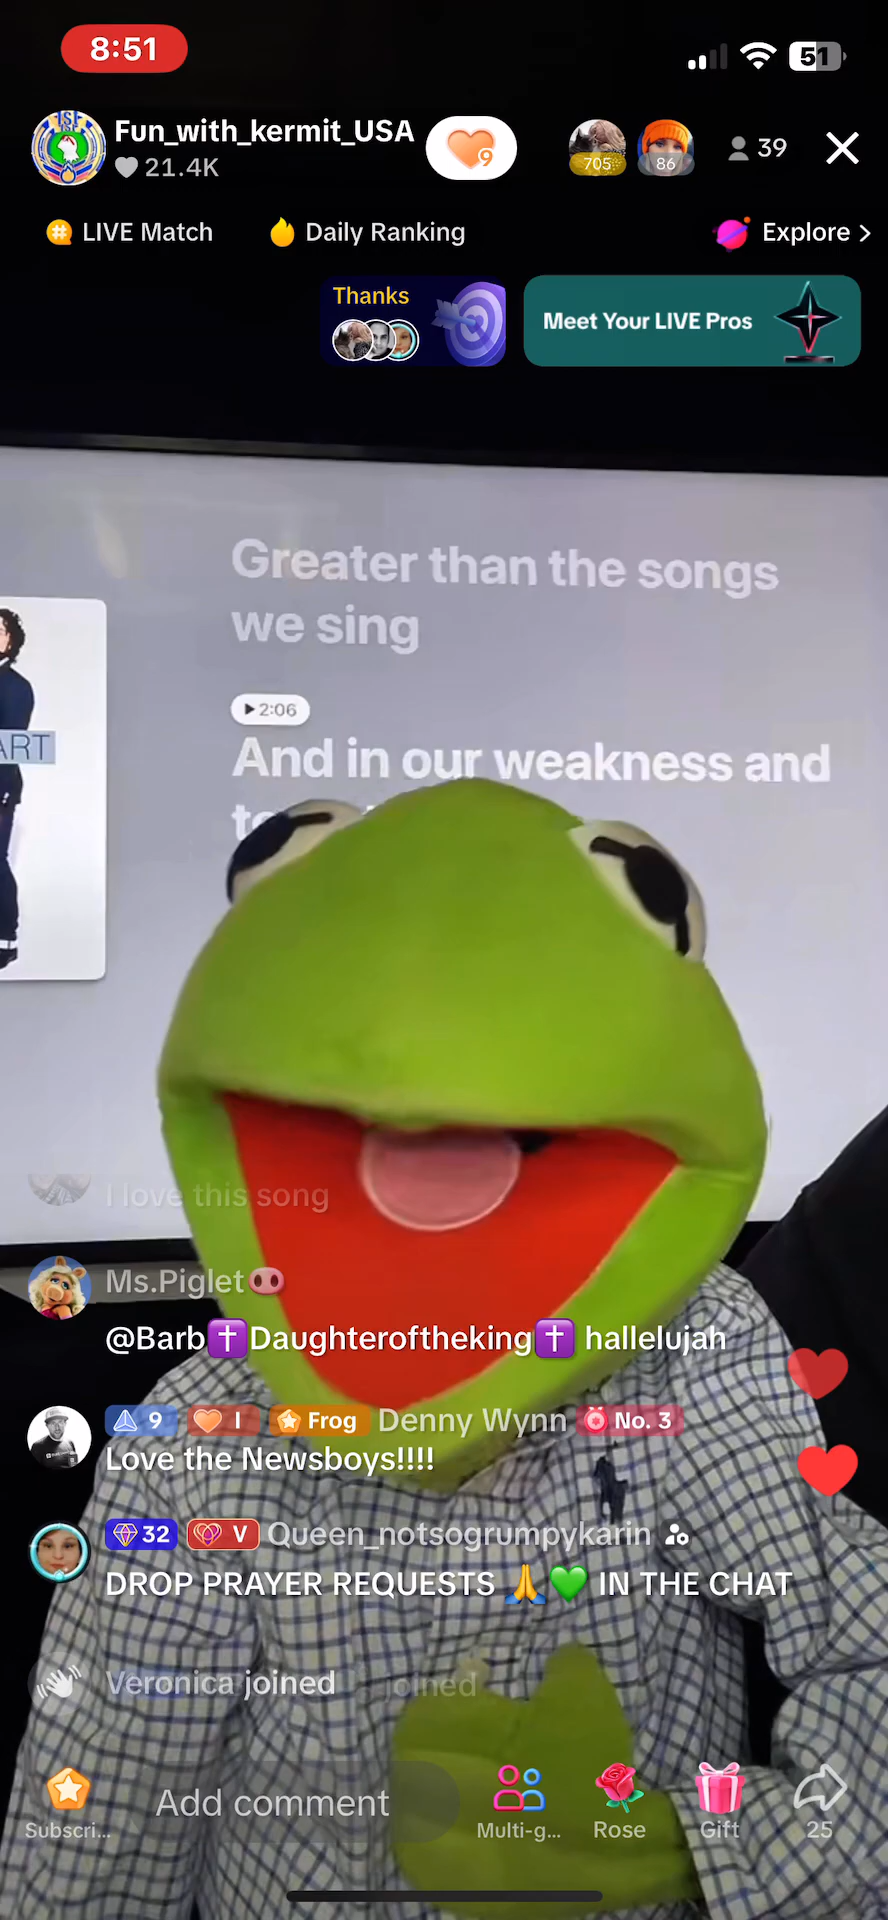 8:51
51
Fun_with_kermit_USA
21.4K
9
705
86
39
LIVE Match
Daily Ranking
Explore >
Thanks
Meet Your LIVE Pros
Greater than the songs
we sing
2:06
And in our weakness and
ART
I love this song
Ms.Piglet
@Barb✝️Daughteroftheking✝️ hallelujah
9 I Frog Denny Wynn No. 3
Love the Newsboys!!!!
32 V Queen_notsogrumpykarin
DROP PRAYER REQUESTS 🙏💚 IN THE CHAT
Veronica joined
joined
Subscri...
Add comment
Multi-g...
Rose
Gift
25